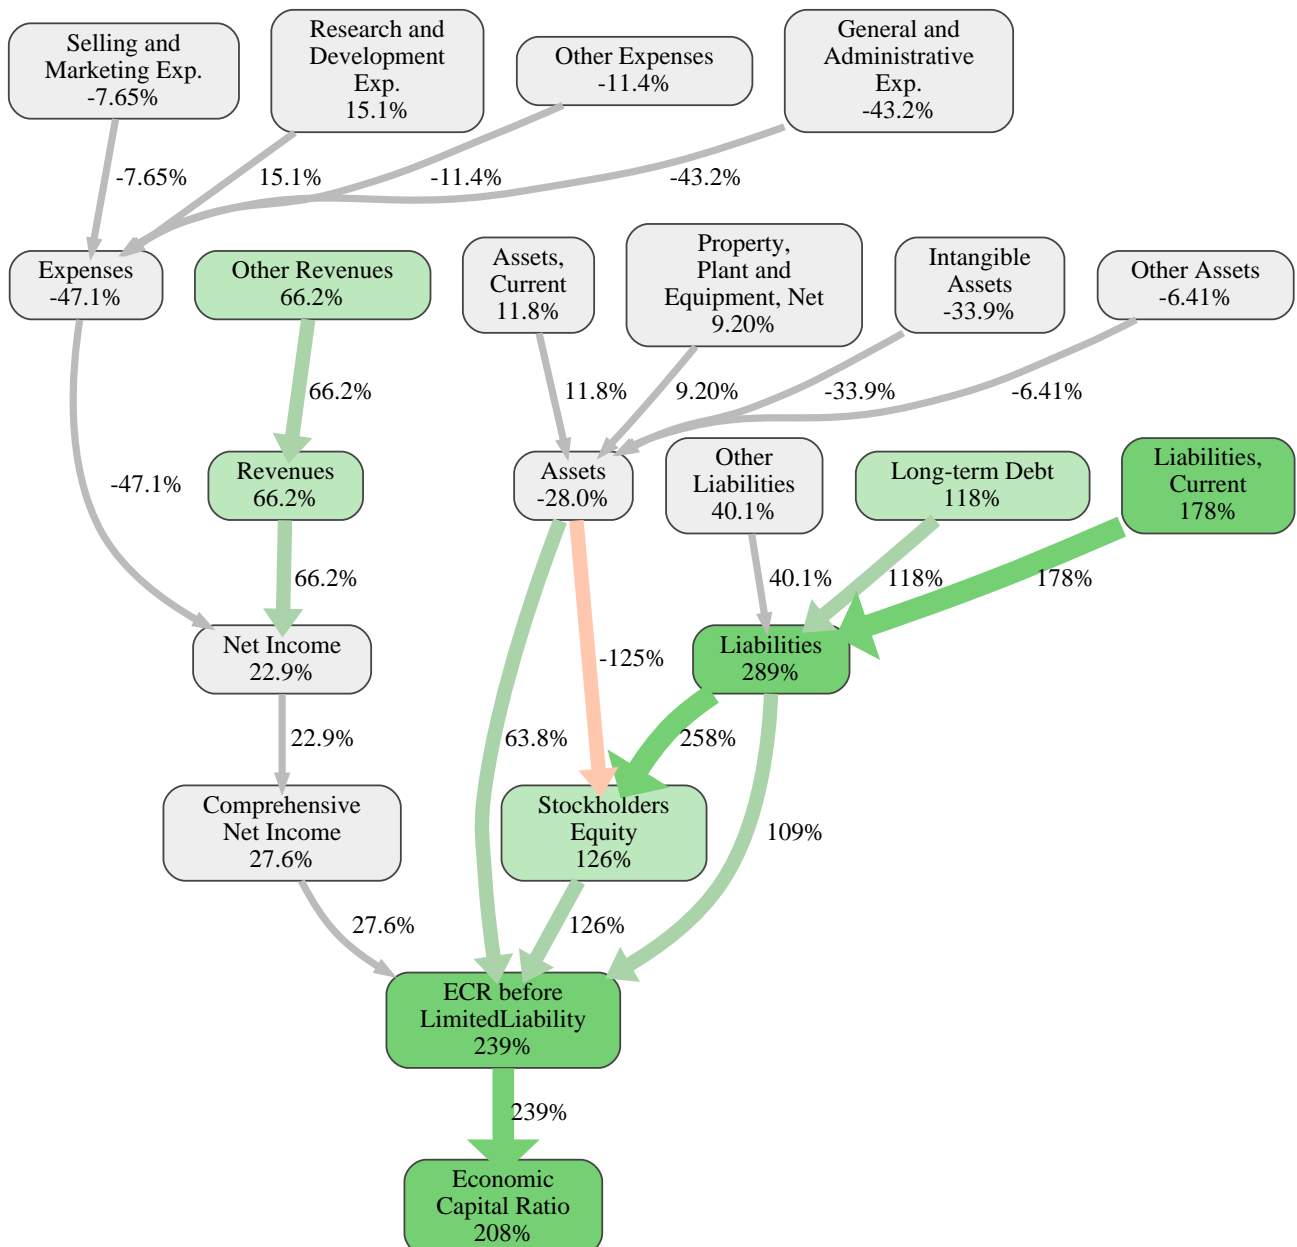 Selling and
Marketing Exp.
-7.65%
Research and
Development
Exp.
15.1%
Other Expenses
-11.4%
General and
Administrative
Exp.
-43.2%
-7.65%
15.1%
-11.4%
-43.2%
Expenses
-47.1%
Other Revenues
66.2%
Assets,
Current
11.8%
Property,
Plant and
Equipment, Net
9.20%
Intangible
Assets
-33.9%
Other Assets
-6.41%
66.2%
11.8%
9.20%
-33.9%
-6.41%
-47.1%
Revenues
66.2%
Assets
-28.0%
Other
Liabilities
40.1%
Long-term Debt
118%
Liabilities,
Current
178%
66.2%
40.1%
118%
178%
Net Income
22.9%
-125%
Liabilities
289%
22.9%
63.8%
258%
Comprehensive
Net Income
27.6%
Stockholders
Equity
126%
109%
27.6%
126%
ECR before
LimitedLiability
239%
239%
Economic
Capital Ratio
208%